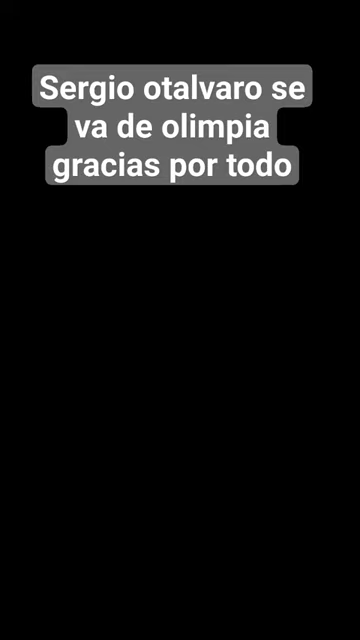 Sergio otalvaro se
va de olimpia
gracias por todo